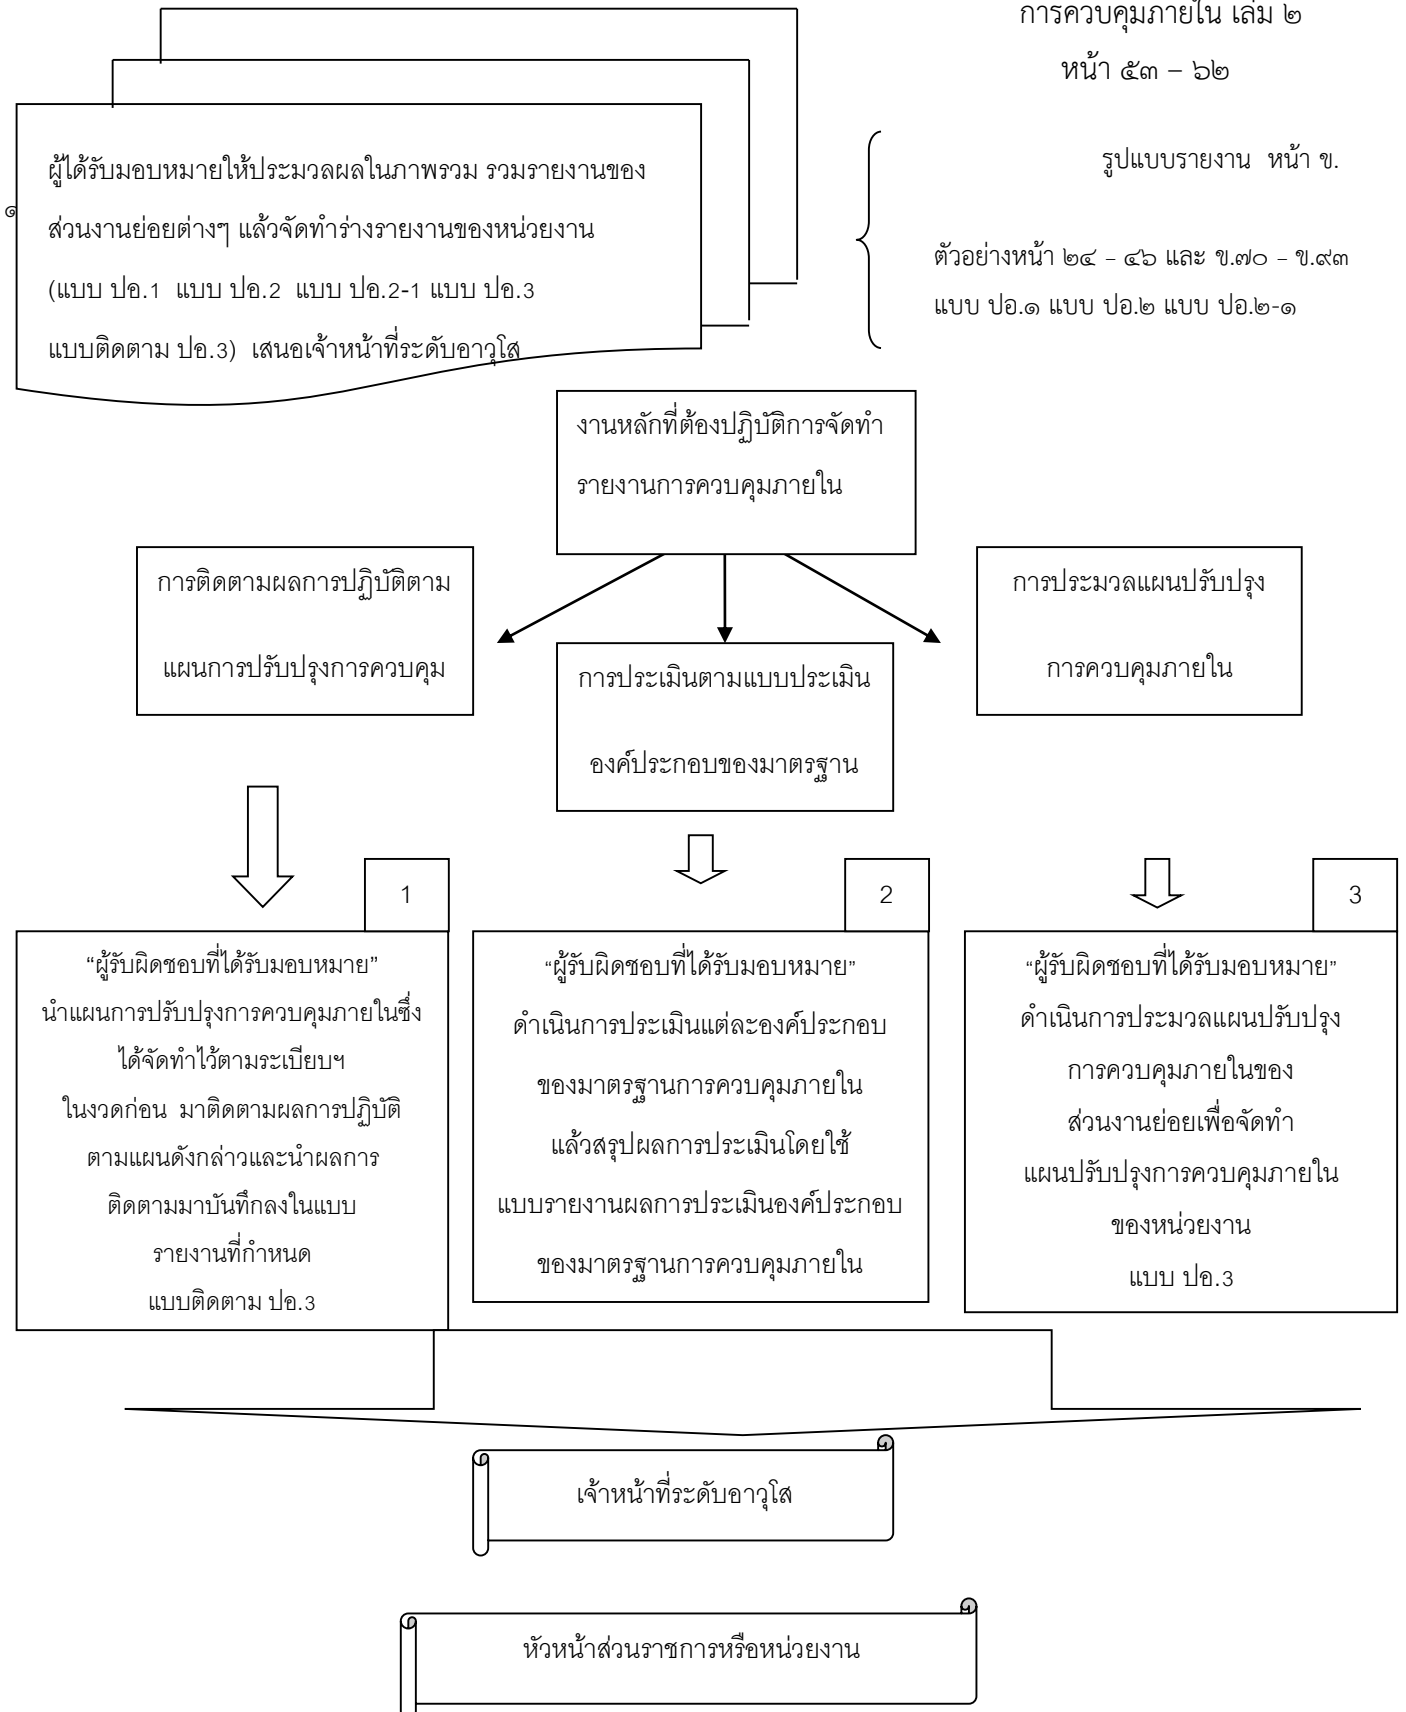 การควบคุมภายใน เล่ม ๒
หน้า ๕๓ – ๖๒
ผู้ได้รับมอบหมายให้ประมวลผลในภาพรวม รวมรายงานของ
ส่วนงานย่อยต่างๆ แล้วจัดทำร่างรายงานของหน่วยงาน
(แบบ ปอ.1 แบบ ปอ.2 แบบ ปอ.2-1 แบบ ปอ.3
แบบติดตาม ปอ.3) เสนอเจ้าหน้าที่ระดับอาวุโส
๑
รูปแบบรายงาน หน้า ข.
ตัวอย่างหน้า ๒๔ - ๔๖ และ ข.๗๐ - ข.๙๓
แบบ ปอ.๑ แบบ ปอ.๒ แบบ ปอ.๒-๑
งานหลักที่ต้องปฏิบัติการจัดทำ
รายงานการควบคุมภายใน
การติดตามผลการปฏิบัติตาม
แผนการปรับปรุงการควบคุม
การประเมินตามแบบประเมิน
องค์ประกอบของมาตรฐาน
การประมวลแผนปรับปรุง
การควบคุมภายใน
1
“ผู้รับผิดชอบที่ได้รับมอบหมาย”
นำแผนการปรับปรุงการควบคุมภายในซึ่ง
ได้จัดทำไว้ตามระเบียบฯ
ในงวดก่อน มาติดตามผลการปฏิบัติ
ตามแผนดังกล่าวและนำผลการ
ติดตามมาบันทึกลงในแบบ
รายงานที่กำหนด
แบบติดตาม ปอ.3
2
“ผู้รับผิดชอบที่ได้รับมอบหมาย”
ดำเนินการประเมินแต่ละองค์ประกอบ
ของมาตรฐานการควบคุมภายใน
แล้วสรุปผลการประเมินโดยใช้
แบบรายงานผลการประเมินองค์ประกอบ
ของมาตรฐานการควบคุมภายใน
3
“ผู้รับผิดชอบที่ได้รับมอบหมาย”
ดำเนินการประมวลแผนปรับปรุง
การควบคุมภายในของ
ส่วนงานย่อยเพื่อจัดทำ
แผนปรับปรุงการควบคุมภายใน
ของหน่วยงาน
แบบ ปอ.3
เจ้าหน้าที่ระดับอาวุโส
หัวหน้าส่วนราชการหรือหน่วยงาน